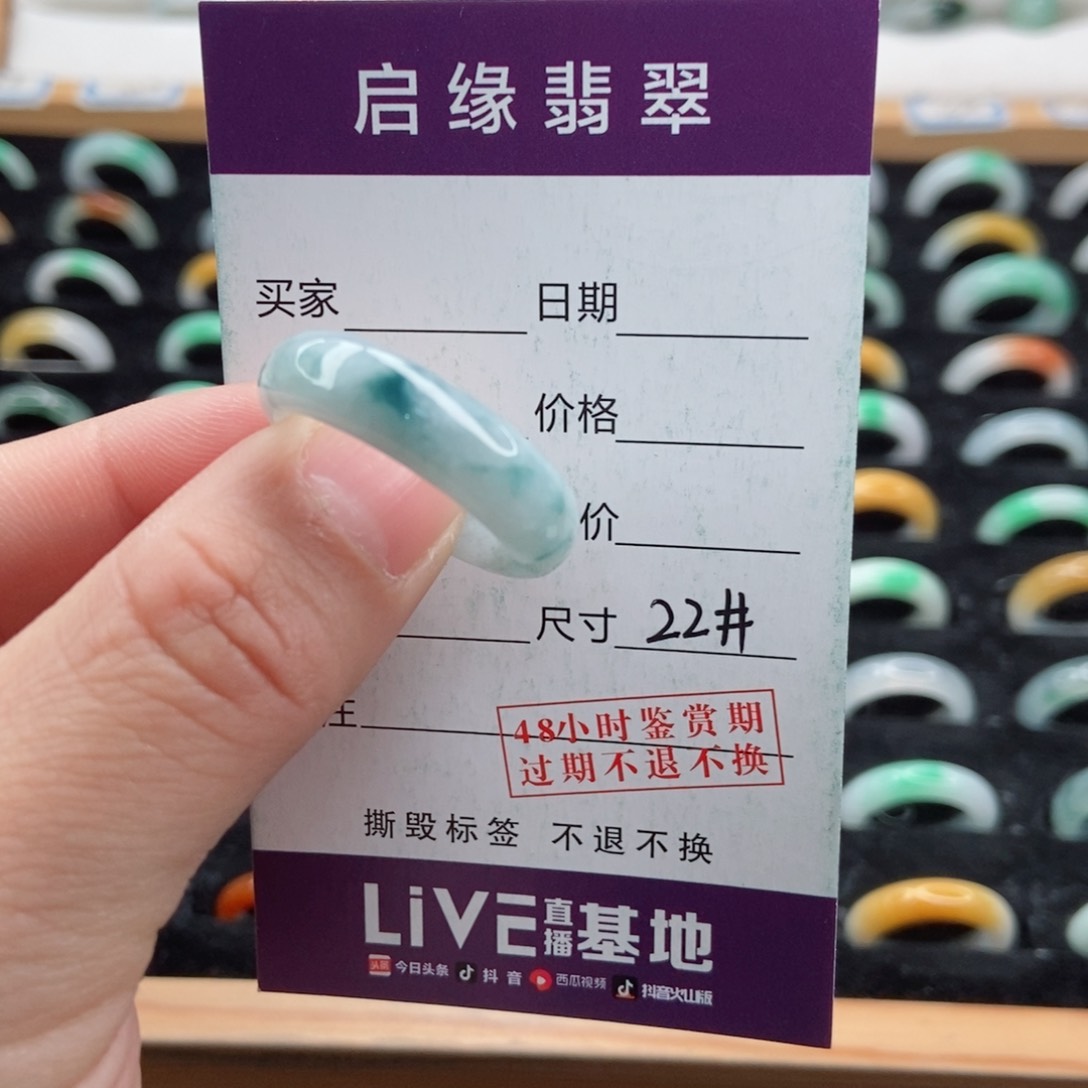 启缘翡翠
买家 日期
价格
价
尺寸 22#
注
48小时鉴赏期
过期不退不换
撕毁标签 不退不换
LiVE直播基地
头条 今日头条 抖音 西瓜视频 抖音火山版